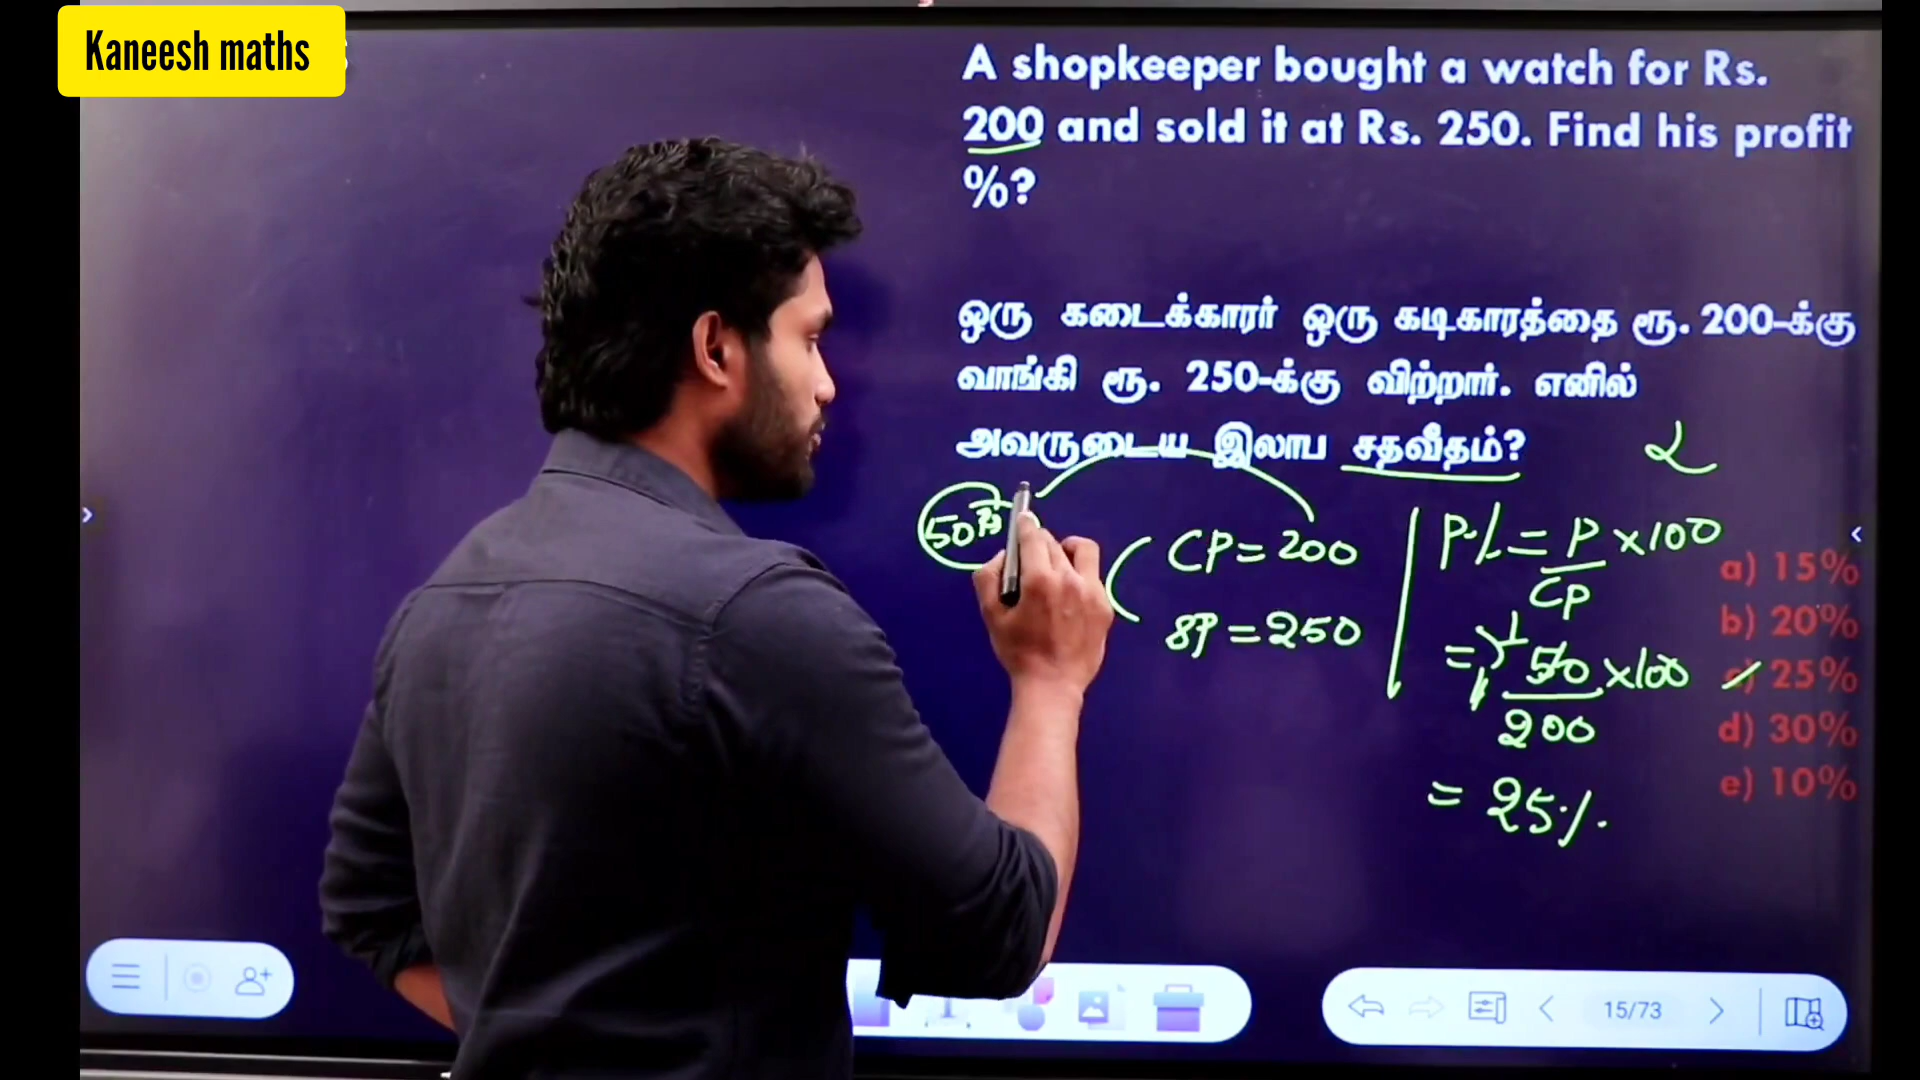 Kaneesh maths
A shopkeeper bought a watch for Rs.
200 and sold it at Rs. 250. Find his profit
%?
ஒரு கடைக்காரர் ஒரு கடிகாரத்தை ரூ. 200-க்கு
வாங்கி ரூ. 250-க்கு விற்றார். எனில்
அவருடைய இலாப சதவீதம்?
50
CP = 200
SP = 250
P% = P/CP × 100
= 50/200 × 100
= 25%.
a) 15%
b) 20%
c) 25%
d) 30%
e) 10%
15/73